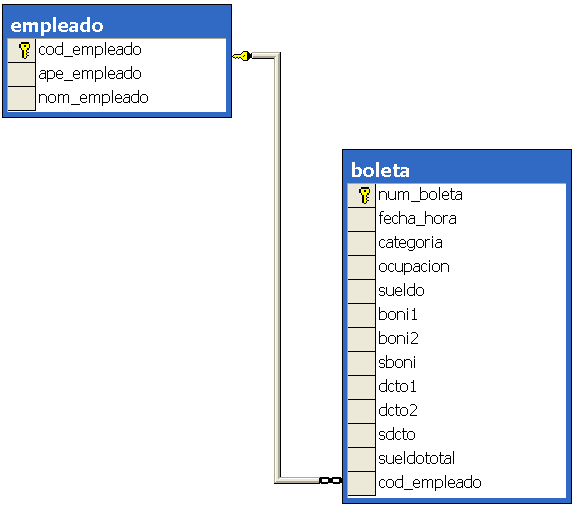 empleado
cod_empleado
ape_empleado
nom_empleado
boleta
num_boleta
fecha_hora
categoria
ocupacion
sueldo
boni1
boni2
sboni
dcto1
dcto2
sdcto
sueldototal
cod_empleado